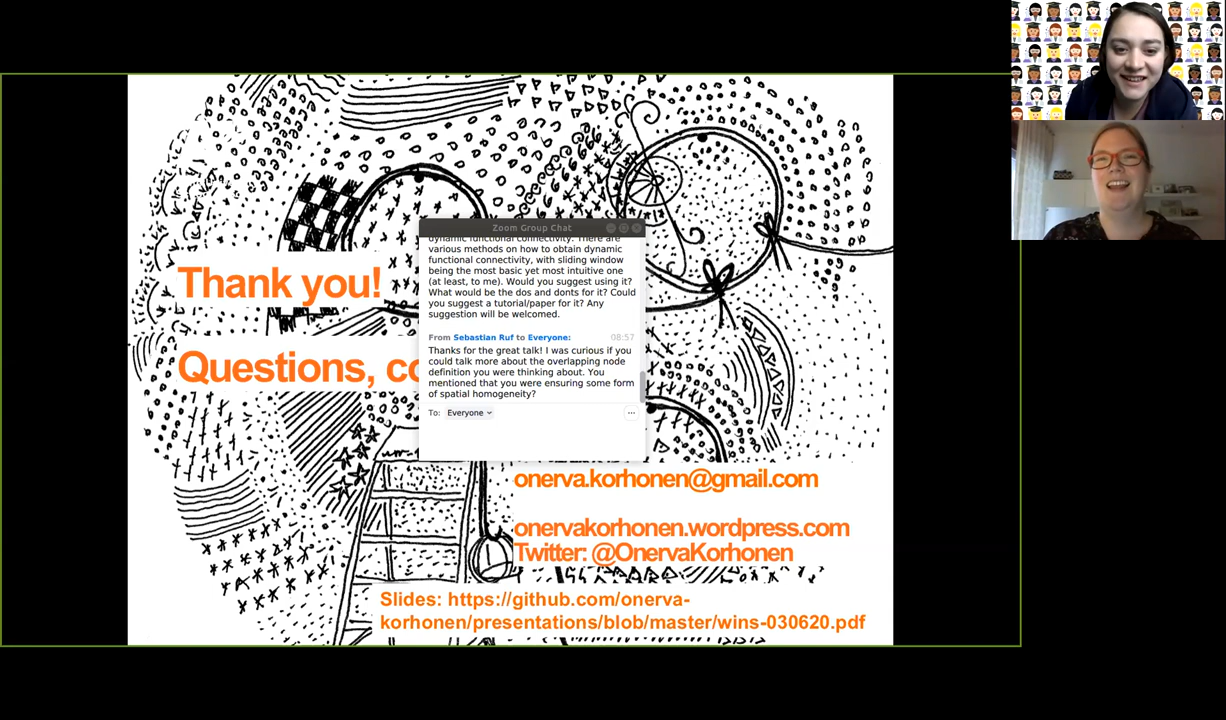 Thank you!
Questions, co
Zoom Group Chat
dynamic functional connectivity. There are
various methods on how to obtain dynamic
functional connectivity, with sliding window
being the most basic yet most intuitive one
(at least, to me). Would you suggest using it?
What would be the dos and donts for it? Could
you suggest a tutorial/paper for it? Any
suggestion will be welcomed.
From Sebastian Ruf to Everyone: 08:57
Thanks for the great talk! I was curious if you
could talk more about the overlapping node
definition you were thinking about. You
mentioned that you were ensuring some form
of spatial homogeneity?
To: Everyone
onerva.korhonen@gmail.com
onervakorhonen.wordpress.com
Twitter: @OnervaKorhonen
Slides: https://github.com/onerva-
korhonen/presentations/blob/master/wins-030620.pdf